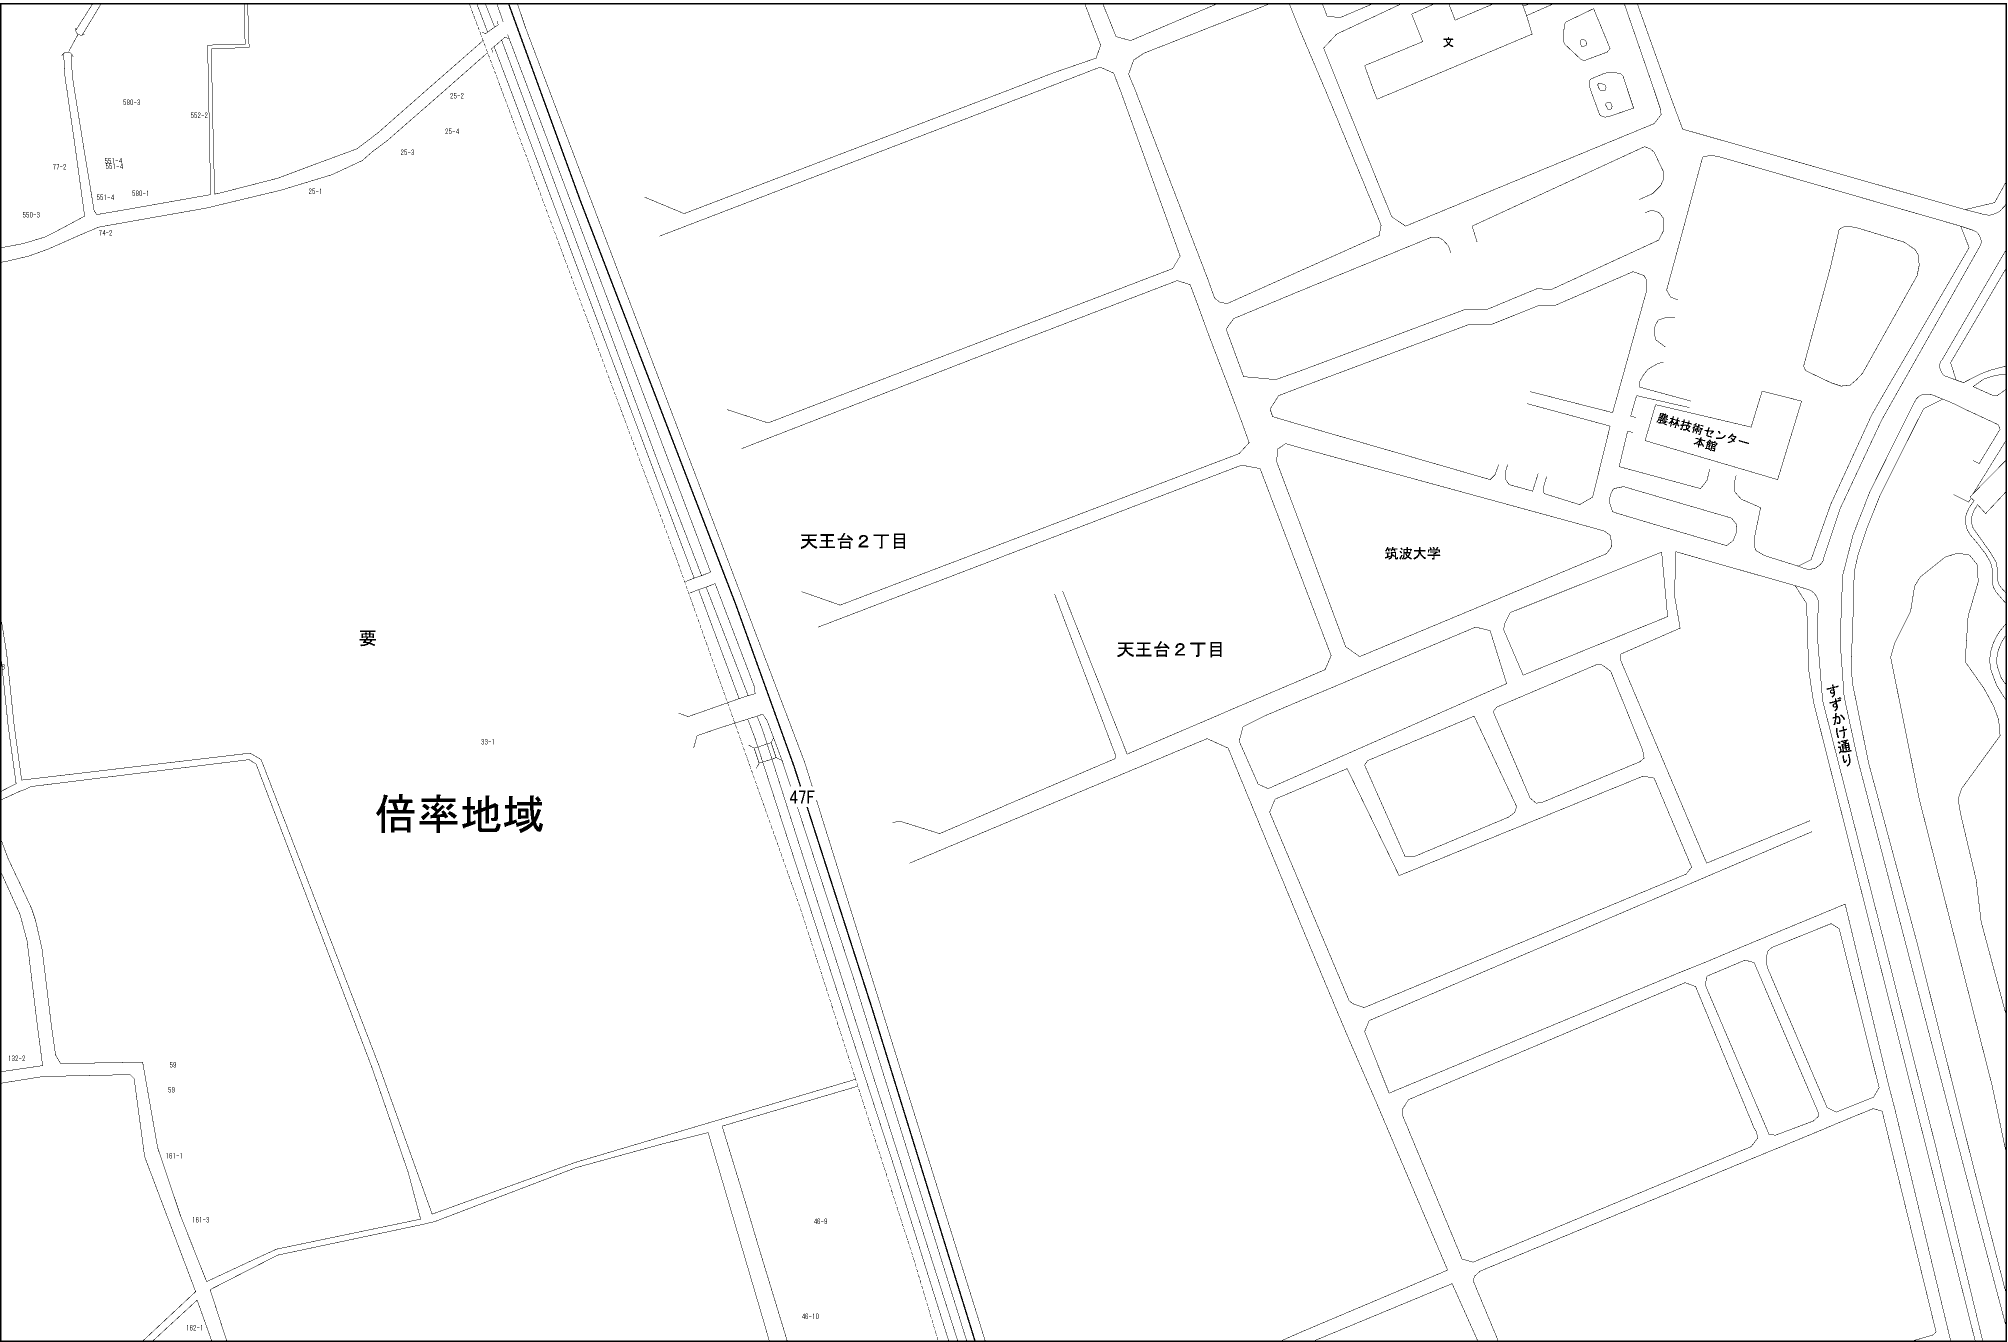 文
580-3
25-2
552-2
25-4
25-3
551-4
551-4
77-2
25-1
580-1
551-4
550-3
74-2
農林技術センター
本館
天王台2丁目
筑波大学
要
天王台2丁目
すずかけ通り
33-1
47F
倍率地域
132-2
59
59
161-1
161-3
46-9
46-10
162-1